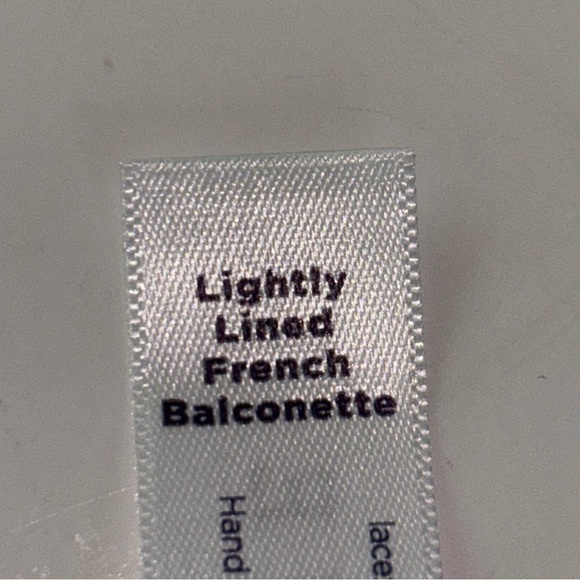 Lightly
Lined
French
Balconette
Hand
lace